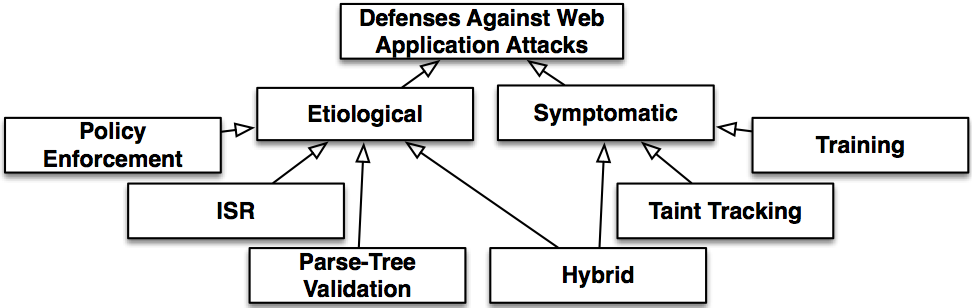 Defenses Against Web
Application Attacks
Etiological
Symptomatic
Policy
Enforcement
Training
ISR
Taint Tracking
Parse-Tree
Validation
Hybrid